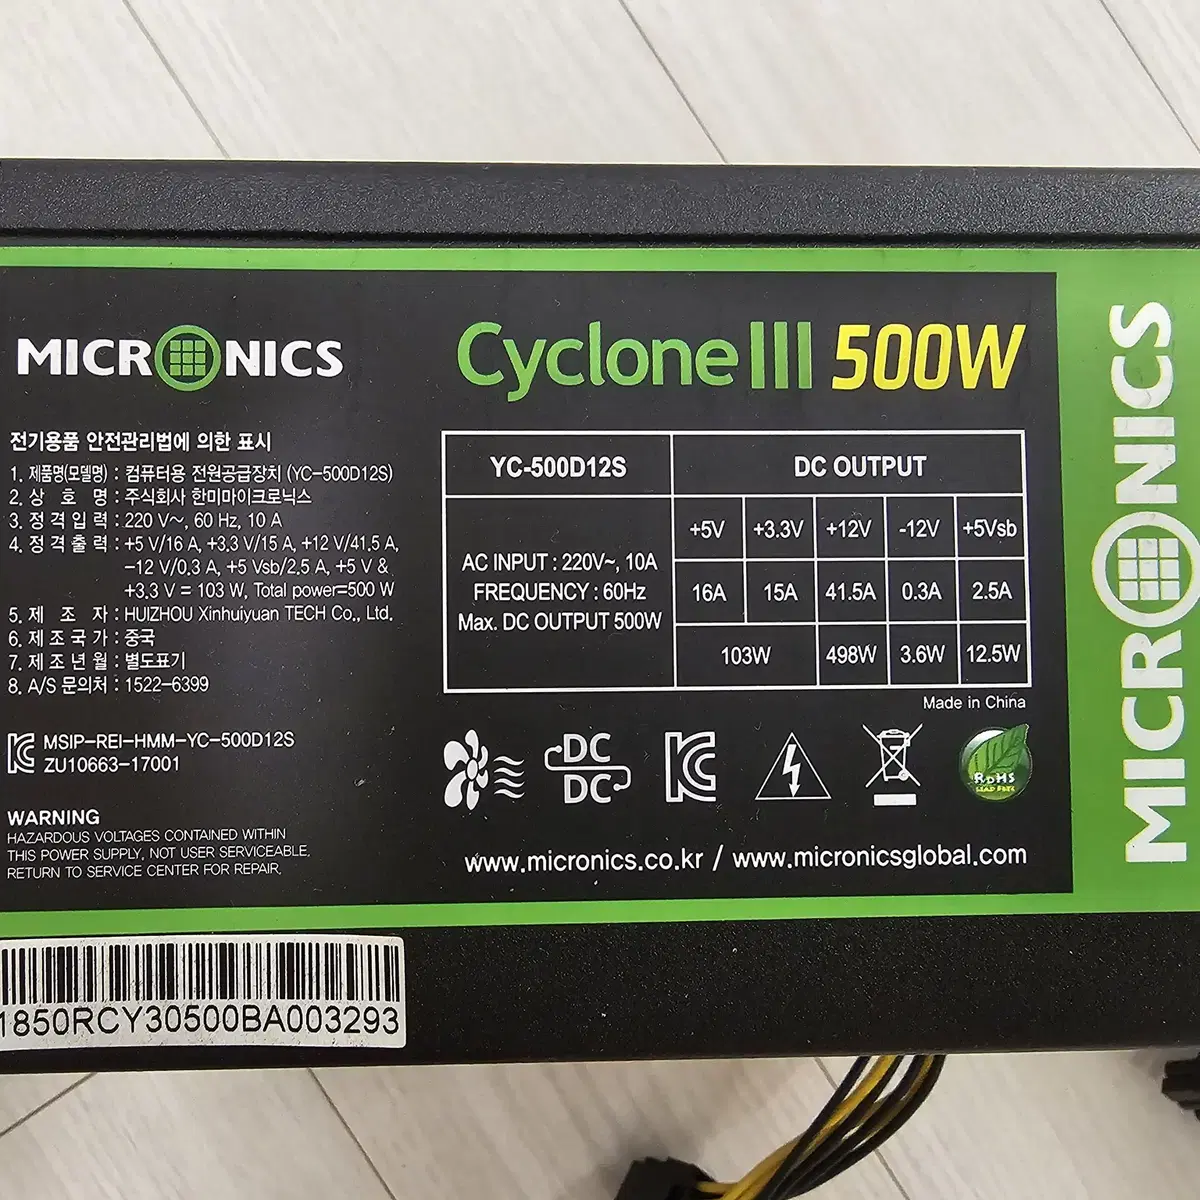 MICRONICS
Cyclone III 500W
전기용품 안전관리법에 의한 표시
1. 제품명(모델명) : 컴퓨터용 전원공급장치 (YC-500D12S)
2. 상 호 명 : 주식회사 한미마이크로닉스
3. 정 격 입 력 : 220 V~, 60 Hz, 10 A
4. 정 격 출 력 : +5 V/16 A, +3.3 V/15 A, +12 V/41.5 A,
-12 V/0.3 A, +5 Vsb/2.5 A, +5 V &
+3.3 V = 103 W, Total power=500 W
5. 제 조 자 : HUIZHOU Xinhuiyuan TECH Co., Ltd.
6. 제 조 국 가 : 중국
7. 제 조 년 월 : 별도표기
8. A/S 문의처 : 1522-6399
MSIP-REI-HMM-YC-500D12S
ZU10663-17001
WARNING
HAZARDOUS VOLTAGES CONTAINED WITHIN
THIS POWER SUPPLY, NOT USER SERVICEABLE.
RETURN TO SERVICE CENTER FOR REPAIR.
YC-500D12S DC OUTPUT
AC INPUT : 220V~, 10A
FREQUENCY : 60Hz
Max. DC OUTPUT 500W
+5V +3.3V +12V -12V +5Vsb
16A 15A 41.5A 0.3A 2.5A
103W 498W 3.6W 12.5W
Made in China
DC
DC
RoHS
LEAD FREE
www.micronics.co.kr / www.micronicsglobal.com
MICRONICS
1850RCY30500BA003293